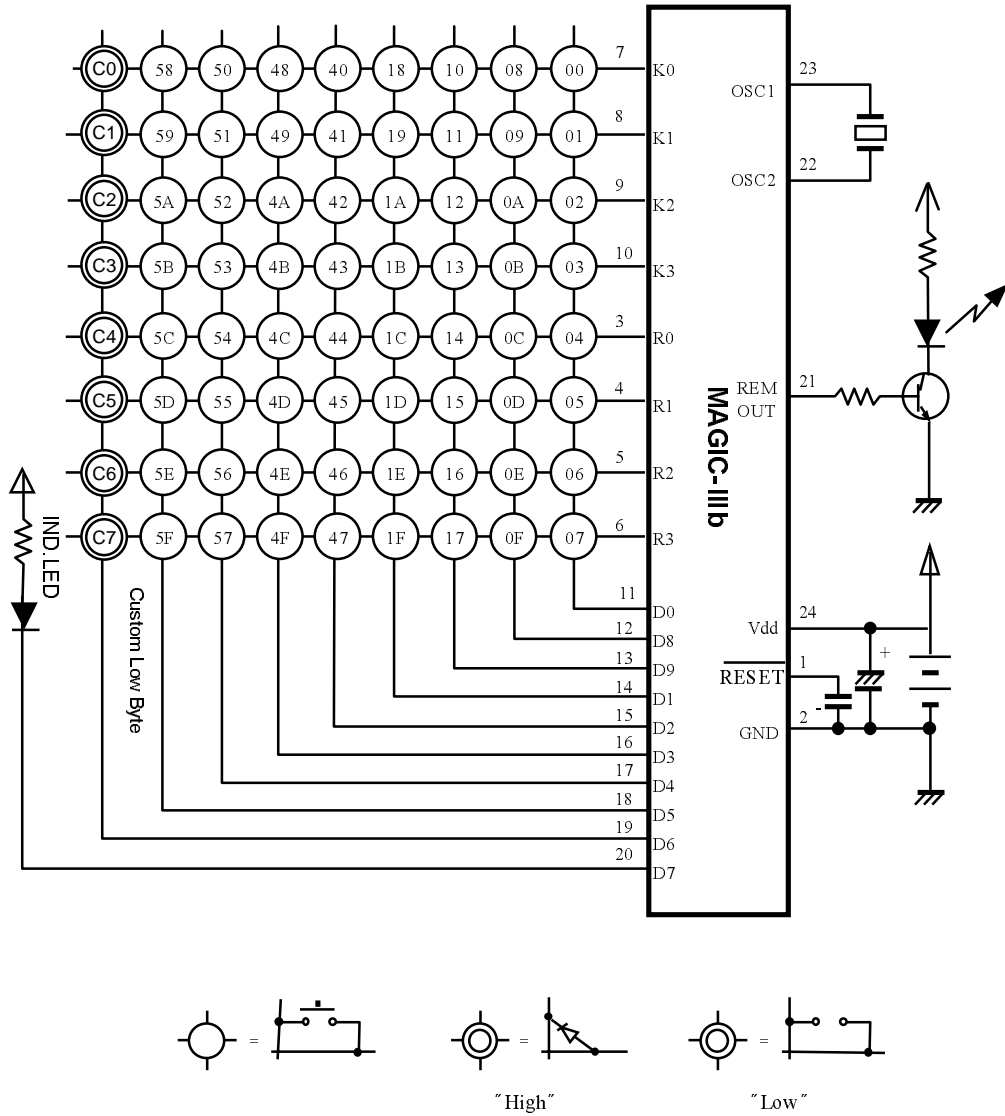 C0 58 50 48 40 18 10 08 00 7 K0
C1 59 51 49 41 19 11 09 01 8 K1
C2 5A 52 4A 42 1A 12 0A 02 9 K2
C3 5B 53 4B 43 1B 13 0B 03 10 K3
C4 5C 54 4C 44 1C 14 0C 04 3 R0
C5 5D 55 4D 45 1D 15 0D 05 4 R1
C6 5E 56 4E 46 1E 16 0E 06 5 R2
C7 5F 57 4F 47 1F 17 0F 07 6 R3
IND.LED
Custom Low Byte
11 D0
12 D8
13 D9
14 D1
15 D2
16 D3
17 D4
18 D5
19 D6
20 D7
MAGIC-IIIb
OSC1 23
OSC2 22
REM 21
OUT
Vdd 24
+
RESET 1
-
GND 2
= = =
"High" "Low"